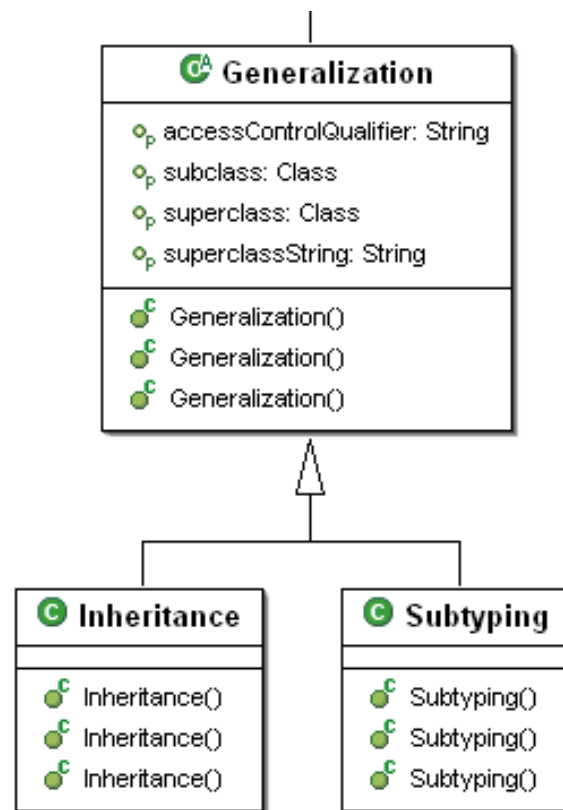 Generalization
accessControlQualifier: String
subclass: Class
superclass: Class
superclassString: String
Generalization()
Generalization()
Generalization()
Inheritance
Inheritance()
Inheritance()
Inheritance()
Subtyping
Subtyping()
Subtyping()
Subtyping()